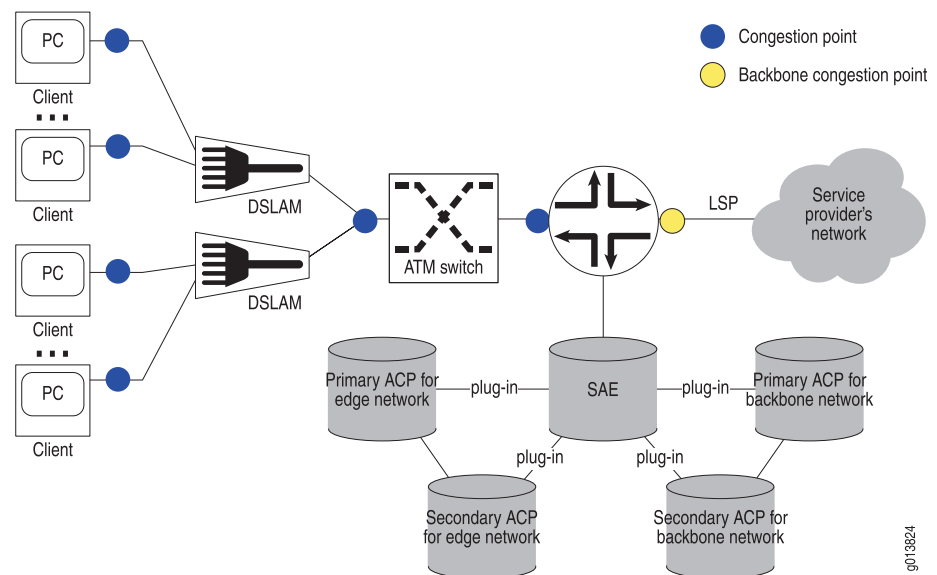 PC
Client
PC
Client
PC
Client
PC
Client
DSLAM
DSLAM
ATM switch
Congestion point
Backbone congestion point
LSP
Service
provider's
network
Primary ACP for
edge network
plug-in
SAE
plug-in
Primary ACP for
backbone network
plug-in
plug-in
Secondary ACP
for edge network
Secondary ACP for
backbone network
g013824